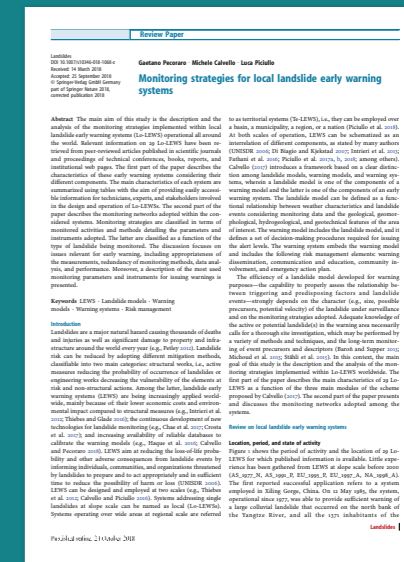 Review Paper
Landslides
DOI 10.1007/s10346-018-1068-z
Received: 14 March 2018
Accepted: 25 September 2018
© Springer-Verlag GmbH Germany
part of Springer Nature 2018,
corrected publication 2018
Gaetano Pecoraro · Michele Calvello · Luca Piciullo
Monitoring strategies for local landslide early warning
systems
Abstract The main aim of this study is the description and the
analysis of the monitoring strategies implemented within local
landslide early warning systems (Lo-LEWS) operational all around
the world. Relevant information on 29 Lo-LEWS have been re-
trieved from peer-reviewed articles published in scientific journals
and proceedings of technical conferences, books, reports, and
institutional web pages. The first part of the paper describes the
characteristics of these early warning systems considering their
different components. The main characteristics of each system are
summarized using tables with the aim of providing easily accessi-
ble information for technicians, experts, and stakeholders involved
in the design and operation of Lo-LEWS. The second part of the
paper describes the monitoring networks adopted within the con-
sidered systems. Monitoring strategies are classified in terms of
monitored activities and methods detailing the parameters and
instruments adopted. The latter are classified as a function of the
type of landslide being monitored. The discussion focuses on
issues relevant for early warning, including appropriateness of
the measurements, redundancy of monitoring methods, data anal-
ysis, and performance. Moreover, a description of the most used
monitoring parameters and instruments for issuing warnings is
presented.
Keywords LEWS · Landslide models · Warning
models · Warning systems · Risk management
Introduction
Landslides are a major natural hazard causing thousands of deaths
and injuries as well as significant damage to property and infra-
structure around the world every year (e.g., Petley 2012). Landslide
risk can be reduced by adopting different mitigation methods,
classifiable into two main categories: structural works, i.e., active
measures reducing the probability of occurrence of landslides or
engineering works decreasing the vulnerability of the elements at
risk and non-structural actions. Among the latter, landslide early
warning systems (LEWS) are being increasingly applied world-
wide, mainly because of their lower economic costs and environ-
mental impact compared to structural measures (e.g., Intrieri et al.
2012; Thiebes and Glade 2016); the continuous development of new
technologies for landslide monitoring (e.g., Chae et al. 2017; Crosta
et al. 2017); and increasing availability of reliable databases to
calibrate the warning models (e.g., Haque et al. 2016; Calvello
and Pecoraro 2018). LEWS aim at reducing the loss-of-life proba-
bility and other adverse consequences from landslide events by
informing individuals, communities, and organizations threatened
by landslides to prepare and to act appropriately and in sufficient
time to reduce the possibility of harm or loss (UNISDR 2006).
LEWS can be designed and employed at two scales (e.g., Thiebes
et al. 2012; Calvello and Piciullo 2016). Systems addressing single
landslides at slope scale can be named as local (Lo-LEWS).
Systems operating over wide areas at regional scale are referred
to as territorial systems (Te-LEWS), i.e., they can be employed over
a basin, a municipality, a region, or a nation (Piciullo et al. 2018).
At both scales of operation, LEWS can be schematized as an
interrelation of different components, as stated by many authors
(UNISDR 2006; Di Biagio and Kjekstad 2007; Intrieri et al. 2013;
Fathani et al. 2016; Piciullo et al. 2017a, b, 2018; among others).
Calvello (2017) introduces a framework based on a clear distinc-
tion among landslide models, warning models, and warning sys-
tems, wherein a landslide model is one of the components of a
warning model and the latter is one of the components of an early
warning system. The landslide model can be defined as a func-
tional relationship between weather characteristics and landslide
events considering monitoring data and the geological, geomor-
phological, hydrogeological, and geotechnical features of the area
of interest. The warning model includes the landslide model, and it
defines a set of decision-making procedures required for issuing
the alert levels. The warning system embeds the warning model
and includes the following risk management elements: warning
dissemination, communication and education, community in-
volvement, and emergency action plan.
The efficiency of a landslide model developed for warning
purposes—the capability to properly assess the relationship be-
tween triggering and predisposing factors and landslide
events—strongly depends on the character (e.g., size, possible
precursors, potential velocity) of the landslide under surveillance
and on the monitoring strategies adopted. Adequate knowledge of
the active or potential landslide(s) in the warning area necessarily
calls for a thorough site investigation, which may be performed by
a variety of methods and techniques, and the long-term monitor-
ing of event precursors and descriptors (Baroň and Supper 2013;
Michoud et al. 2013; Stähli et al. 2015). In this context, the main
goal of this study is the description and the analysis of the mon-
itoring strategies implemented within Lo-LEWS worldwide. The
first part of the paper describes the main characteristics of 29 Lo-
LEWS as a function of the three main modules of the scheme
proposed by Calvello (2017). The second part of the paper presents
and discusses the monitoring networks adopted among the
systems.
Review on local landslide early warning systems
Location, period, and state of activity
Figure 1 shows the period of activity and the location of 29 Lo-
LEWS for which published information is available. Little expe-
rience has been gathered from LEWS at slope scale before 2000
(AS_1977_N, AS_1991_P, EU_1995_P, EU_1997_N, NA_1998_A).
The first reported successful application refers to a system
employed in Xiling Gorge, China. On 12 May 1985, the system,
operational since 1977, was able to provide sufficient warning of
a large colluvial landslide that occurred on the north bank of
the Yangtze River, and all the 1371 inhabitants of the
Landslides
Published online: 21 October 2018